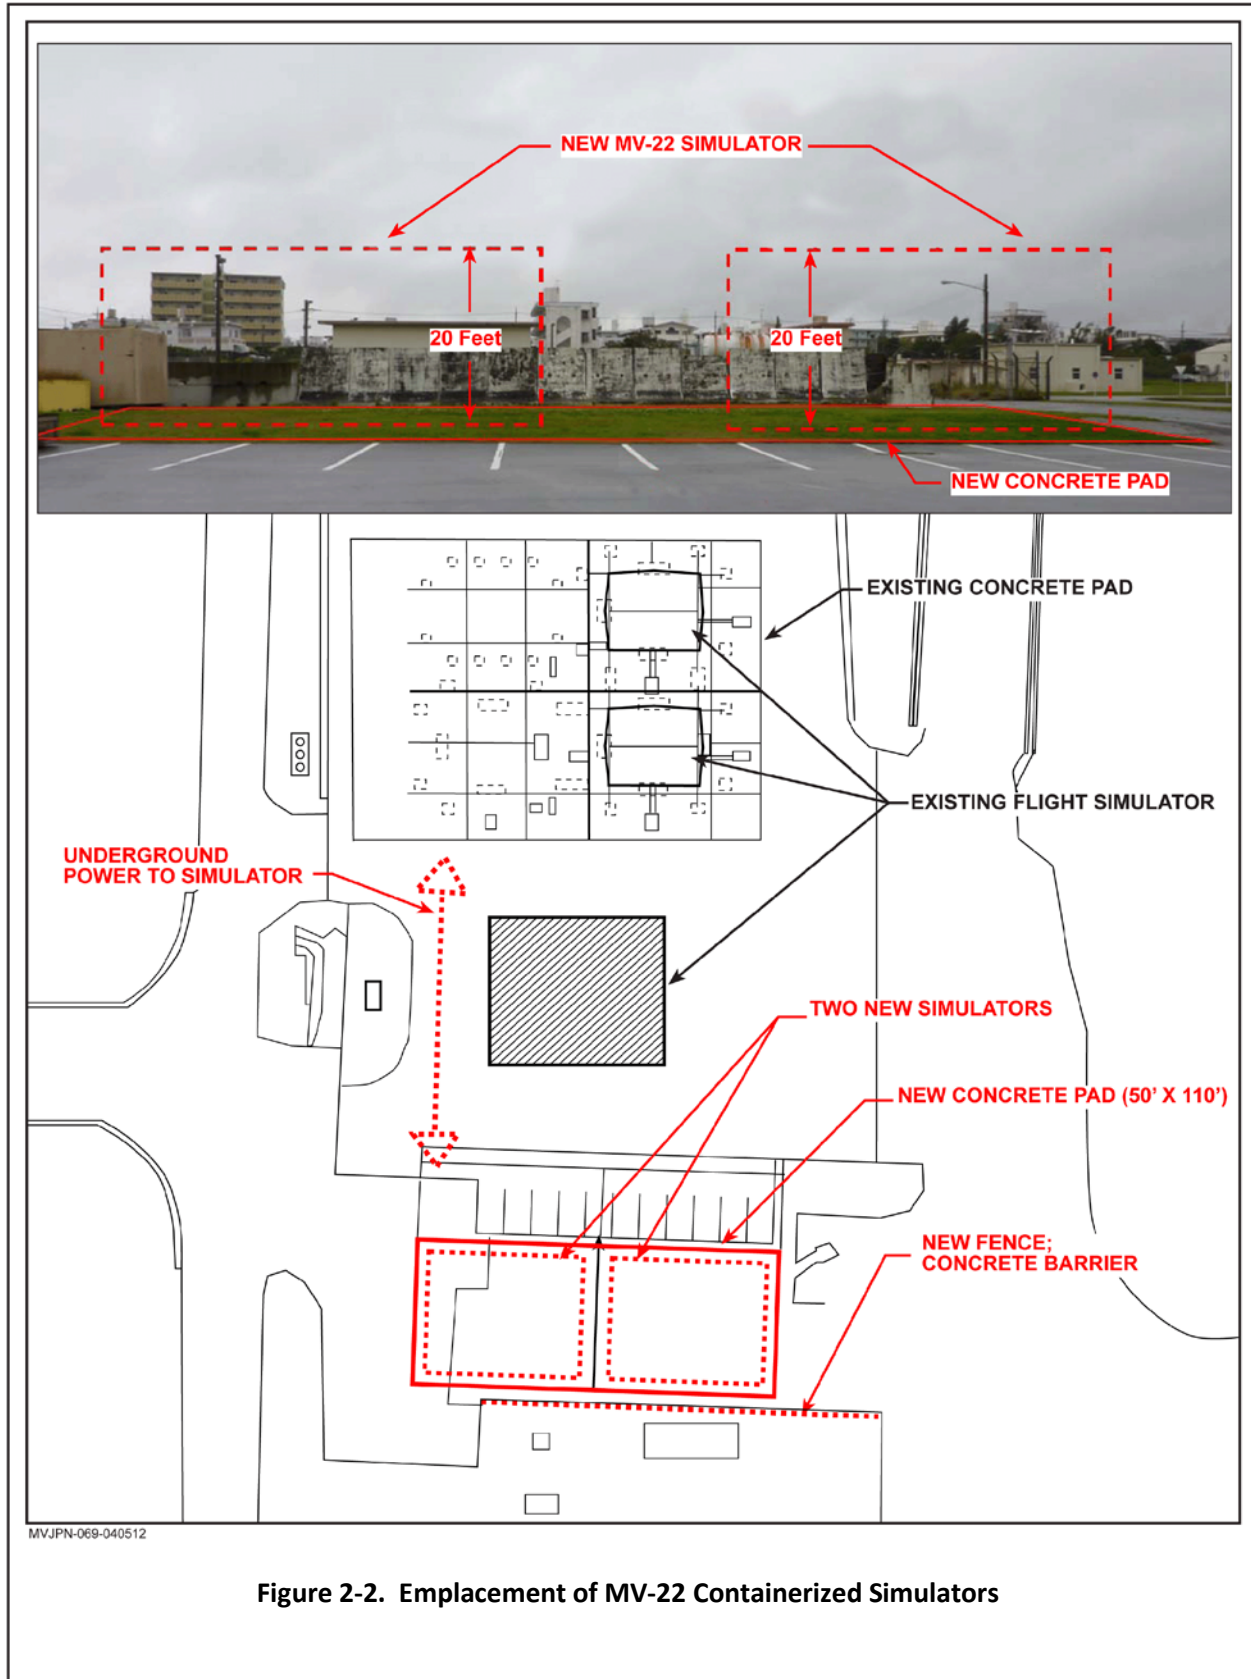 NEW MV-22 SIMULATOR
20 Feet
20 Feet
NEW CONCRETE PAD
EXISTING CONCRETE PAD
EXISTING FLIGHT SIMULATOR
UNDERGROUND
POWER TO SIMULATOR
TWO NEW SIMULATORS
NEW CONCRETE PAD (50' X 110')
NEW FENCE;
CONCRETE BARRIER
MVJPN-069-040512
Figure 2-2. Emplacement of MV-22 Containerized Simulators